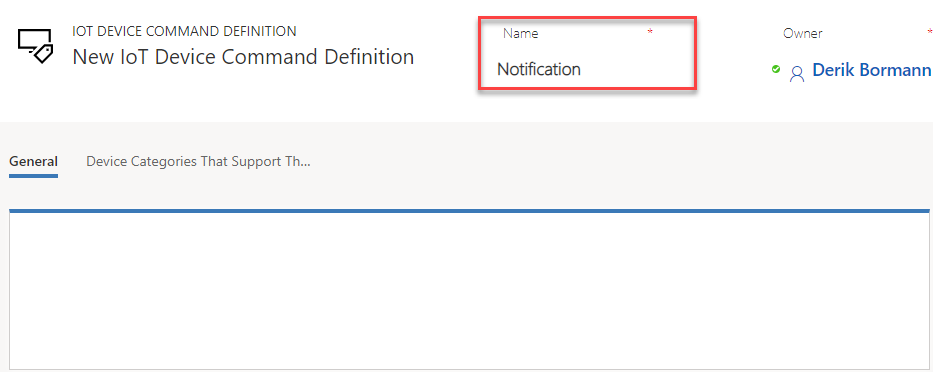 IOT DEVICE COMMAND DEFINITION
New IoT Device Command Definition
Name *
Notification
Owner *
Derik Bormann
General
Device Categories That Support Th...